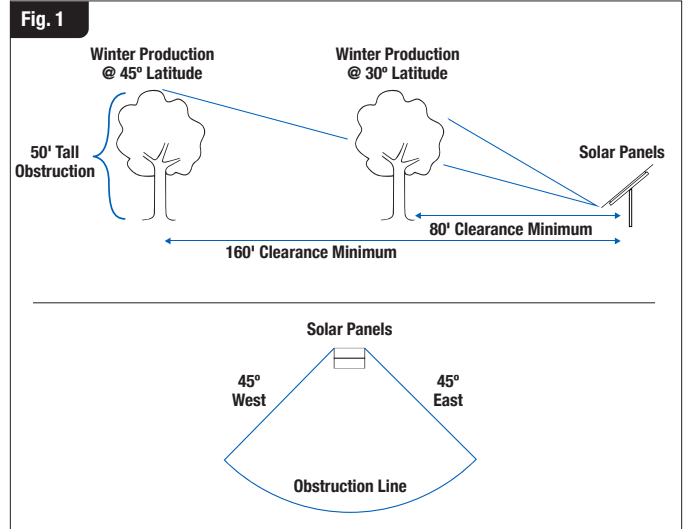 Fig. 1
Winter Production
@ 45º Latitude
Winter Production
@ 30º Latitude
50' Tall
Obstruction
Solar Panels
80' Clearance Minimum
160' Clearance Minimum
Solar Panels
45º
West
45º
East
Obstruction Line